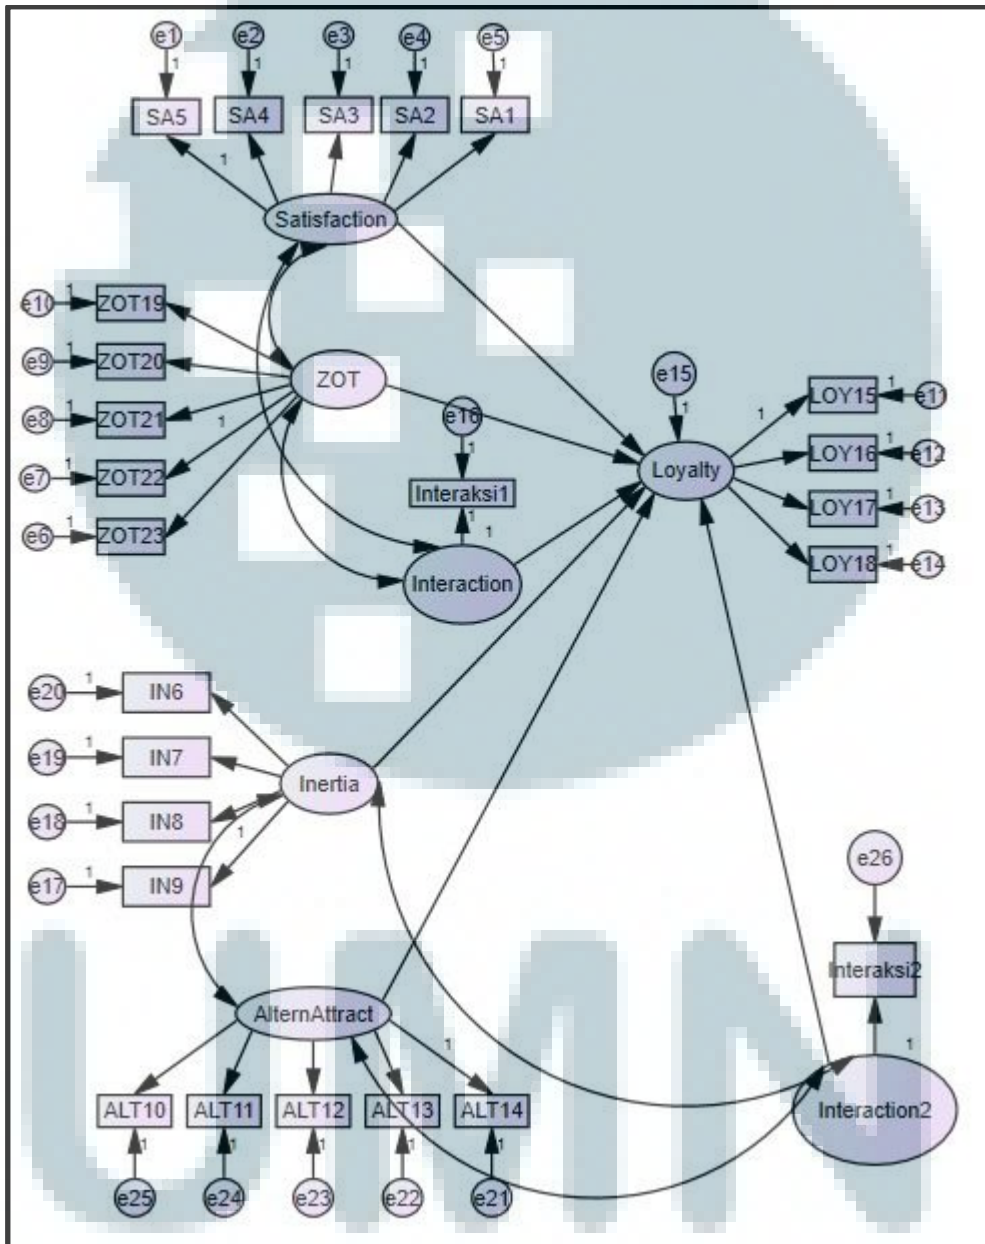 e1 e2 e3 e4 e5
1 1 1 1 1
SA5 SA4 SA3 SA2 SA1
1
Satisfaction
e10 1 ZOT19
e9 1 ZOT20
ZOT
e8 1 ZOT21
1
e7 1 ZOT22
e6 1 ZOT23
e15
1
e16
1
Interaksi1
1
1
Interaction
Loyalty
1
LOY15 1 e11
LOY16 1 e12
LOY17 1 e13
LOY18 1 e14
e20 1 IN6
e19 1 IN7
Inertia
e18 1 IN8
1
e17 1 IN9
e26
Interaksi2
1
Interaction2
AlternAttract
1
ALT10 ALT11 ALT12 ALT13 ALT14
1 1 1 1 1
e25 e24 e23 e22 e21
UMN